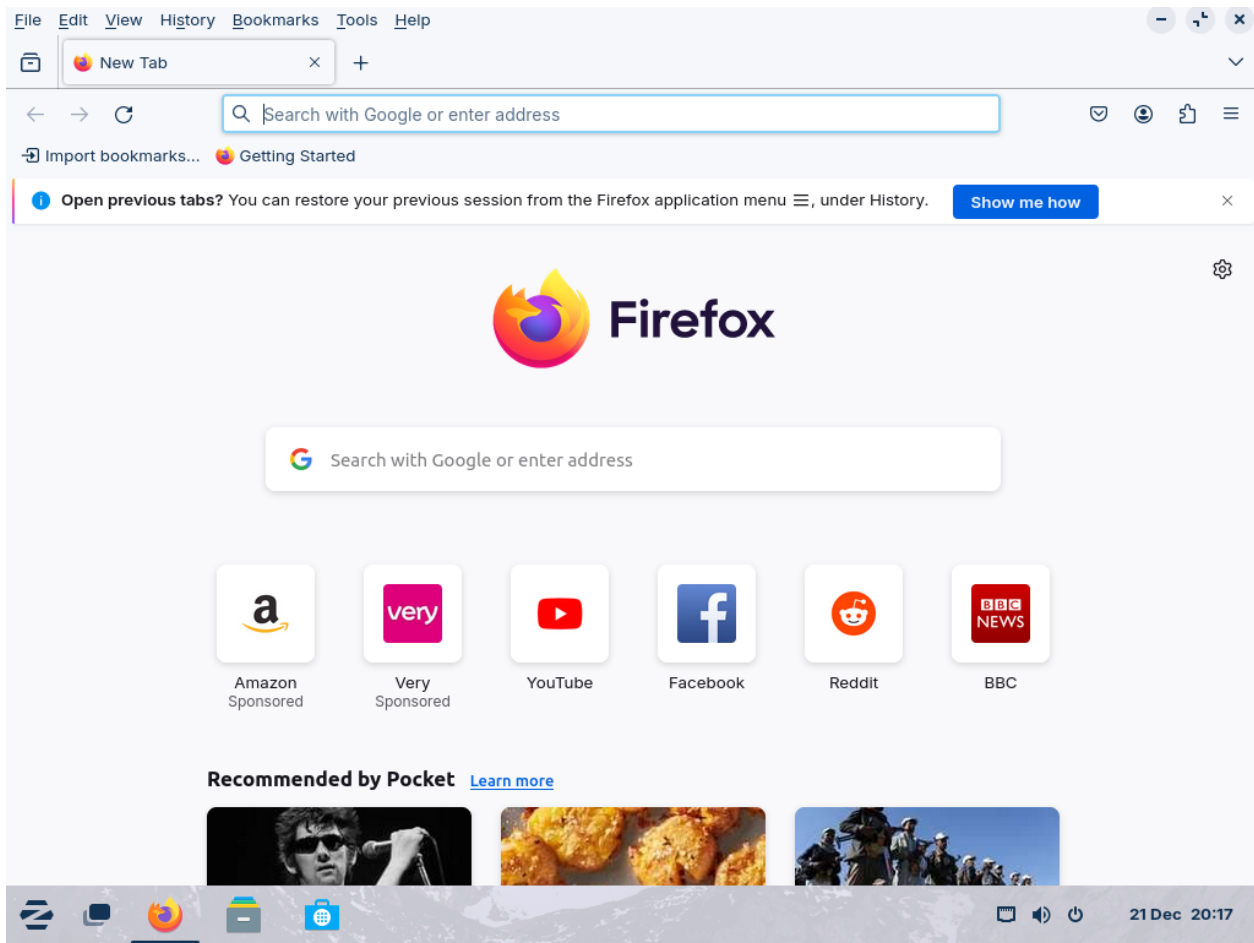 File Edit View History Bookmarks Tools Help
New Tab
Search with Google or enter address
Import bookmarks... Getting Started
Open previous tabs? You can restore your previous session from the Firefox application menu ☰, under History. Show me how
Firefox
Search with Google or enter address
a very f BBC NEWS
Amazon Very YouTube Facebook Reddit BBC
Sponsored Sponsored
Recommended by Pocket Learn more
21 Dec 20:17